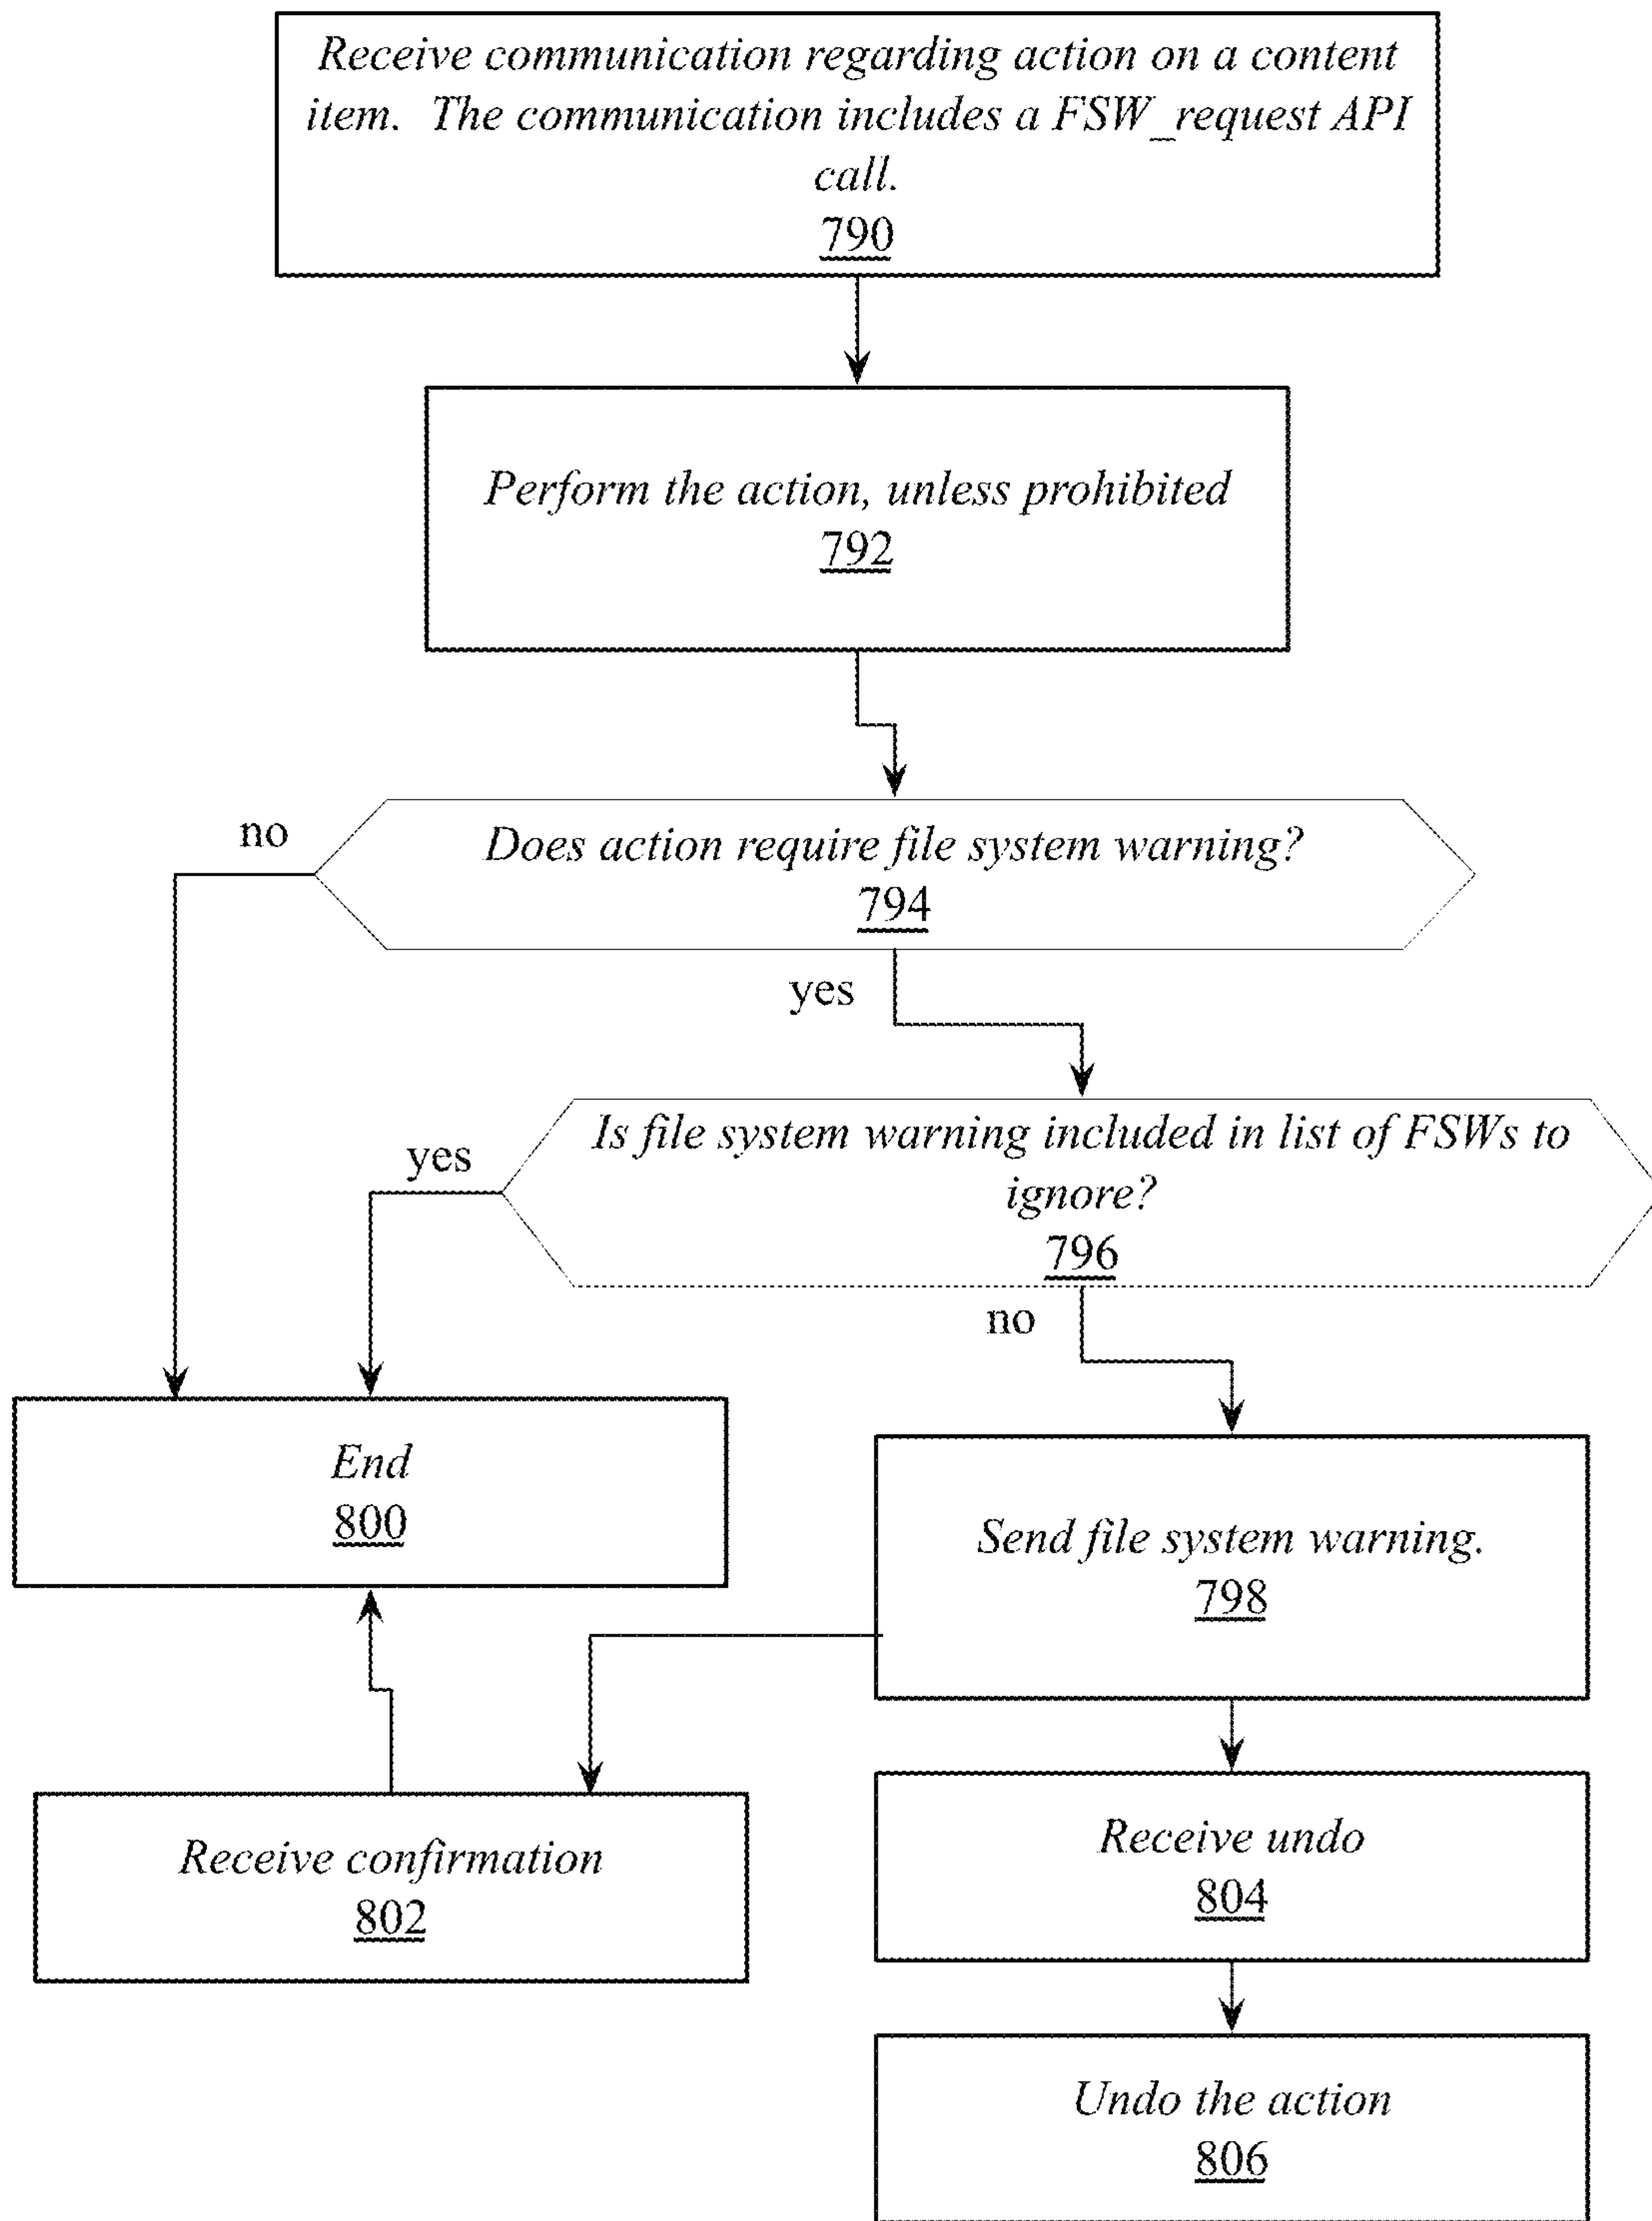 Receive communication regarding action on a content
item. The communication includes a FSW_request API
call.
790
Perform the action, unless prohibited
792
no
Does action require file system warning?
794
yes
Is file system warning included in list of FSWs to
ignore?
796
yes
no
End
800
Send file system warning.
798
Receive confirmation
802
Receive undo
804
Undo the action
806